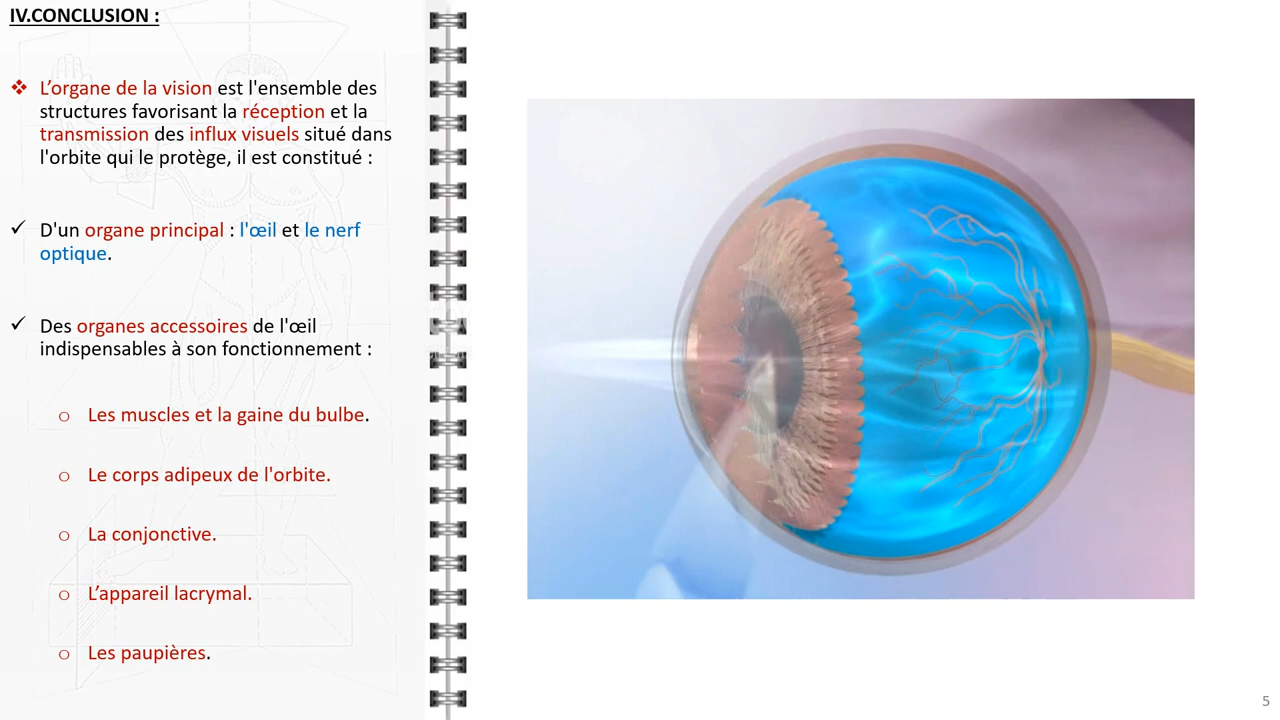 IV.CONCLUSION :
❖ L’organe de la vision est l'ensemble des
structures favorisant la réception et la
transmission des influx visuels situé dans
l'orbite qui le protège, il est constitué :
✓ D'un organe principal : l'œil et le nerf
optique.
✓ Des organes accessoires de l'œil
indispensables à son fonctionnement :
o Les muscles et la gaine du bulbe.
o Le corps adipeux de l'orbite.
o La conjonctive.
o L’appareil lacrymal.
o Les paupières.
5